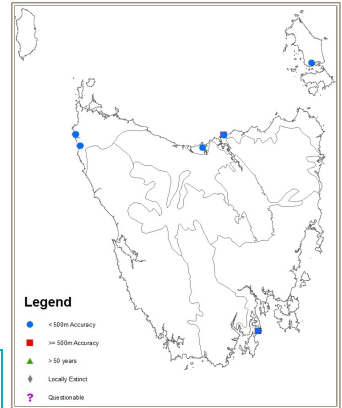 Legend
< 500m Accuracy
>= 500m Accuracy
> 50 years
Locally Extinct
? Questionable